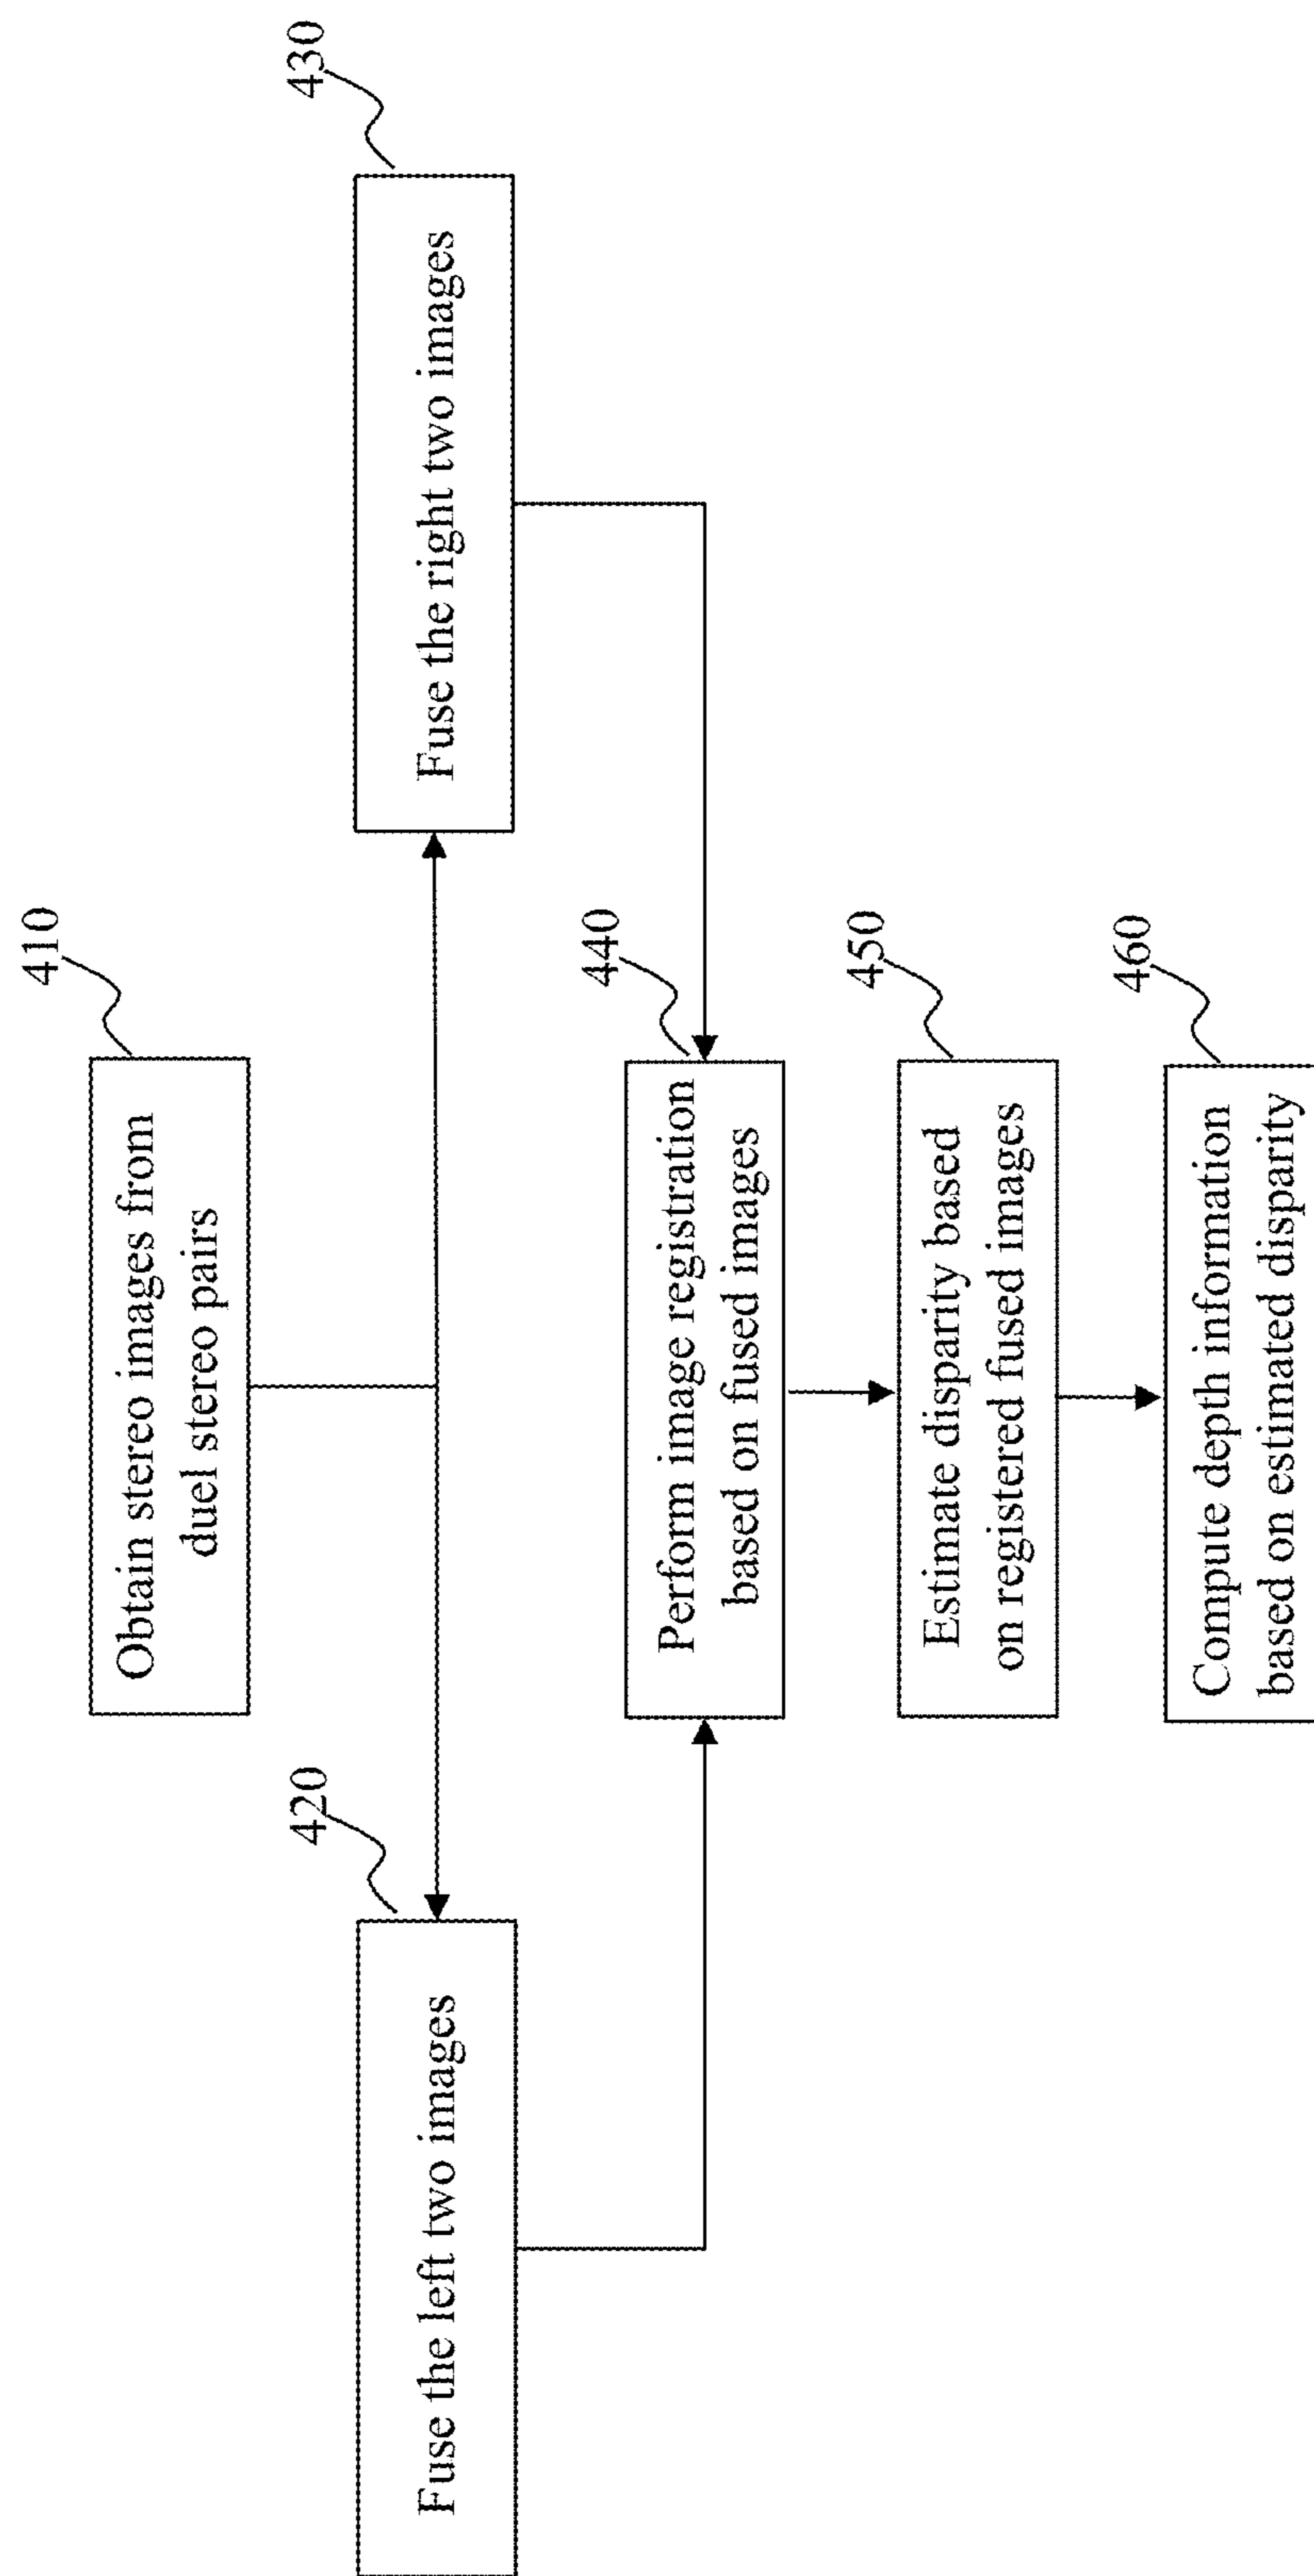 410
Obtain stereo images from
duel stereo pairs
420
Fuse the left two images
430
Fuse the right two images
440
Perform image registration
based on fused images
450
Estimate disparity based
on registered fused images
460
Compute depth information
based on estimated disparity